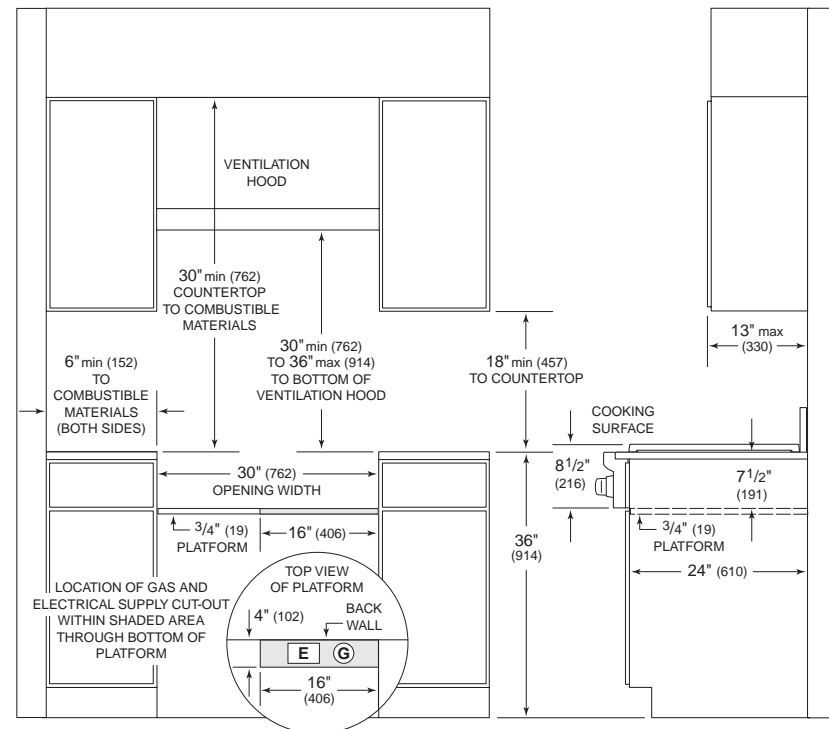 VENTILATION
HOOD
30" min (762)
COUNTERTOP
TO COMBUSTIBLE
MATERIALS
30" min (762)
TO 36" max (914)
TO BOTTOM OF
VENTILATION HOOD
6" min (152)
TO
COMBUSTIBLE
MATERIALS
(BOTH SIDES)
18" min (457)
TO COUNTERTOP
13" max
(330)
COOKING
SURFACE
30" (762)
OPENING WIDTH
8 1/2"
(216)
7 1/2"
(191)
3/4" (19)
PLATFORM
16" (406)
36"
(914)
3/4" (19)
PLATFORM
24" (610)
LOCATION OF GAS AND
ELECTRICAL SUPPLY CUT-OUT
WITHIN SHADED AREA
THROUGH BOTTOM OF
PLATFORM
TOP VIEW
OF PLATFORM
4" (102)
BACK
WALL
E G
16"
(406)